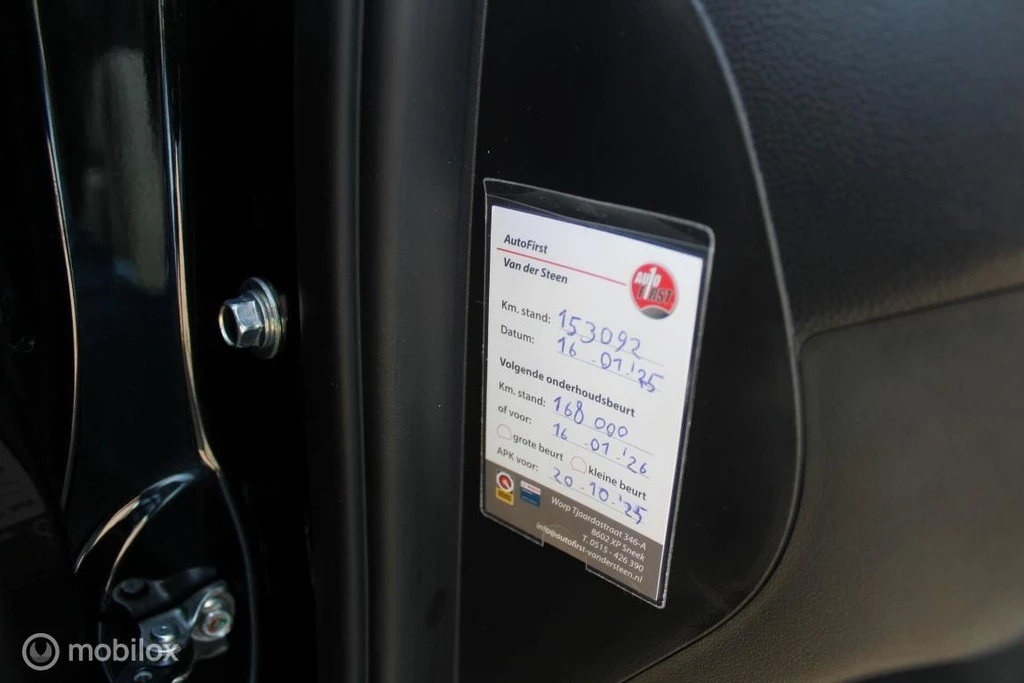 AutoFirst
Van der Steen
AUTO FIRST
Km. stand: 153092
Datum: 16-01-'25
Volgende onderhoudsbeurt
Km. stand: 168 000
of voor: 16-01-'26
grote beurt kleine beurt
APK voor: 20-10-'25
Worp Tjaardastraat 346-A
8602 XP Sneek
T. 0515 - 426 390
info@autofirst-vandersteen.nl
mobilox